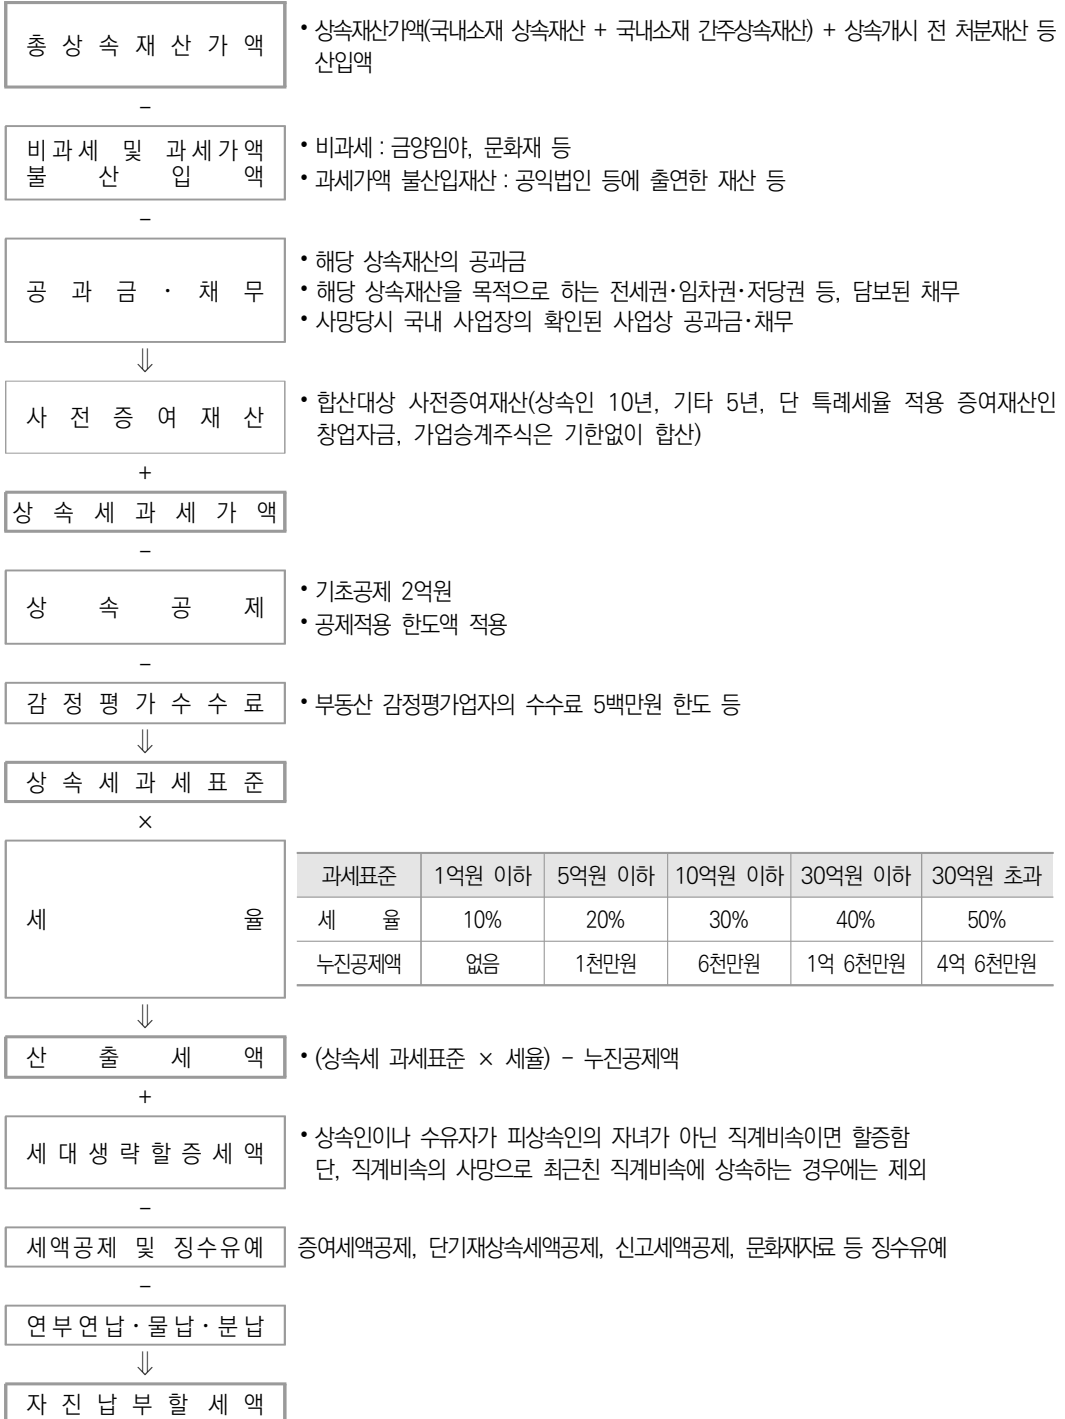 총상속재산가액
• 상속재산가액(국내소재 상속재산 + 국내소재 간주상속재산) + 상속개시 전 처분재산 등
산입액
−
비과세 및 과세가액
불산입액
• 비과세 : 금양임야, 문화재 등
• 과세가액 불산입재산 : 공익법인 등에 출연한 재산 등
−
공과금·채무
• 해당 상속재산의 공과금
• 해당 상속재산을 목적으로 하는 전세권·임차권·저당권 등, 담보된 채무
• 사망당시 국내 사업장의 확인된 사업상 공과금·채무
⇓
사전증여재산
• 합산대상 사전증여재산(상속인 10년, 기타 5년, 단 특례세율 적용 증여재산인
창업자금, 가업승계주식은 기한없이 합산)
+
상속세과세가액
−
상속공제
• 기초공제 2억원
• 공제적용 한도액 적용
−
감정평가수수료
• 부동산 감정평가업자의 수수료 5백만원 한도 등
⇓
상속세과세표준
×
세율
과세표준 1억원 이하 5억원 이하 10억원 이하 30억원 이하 30억원 초과
세율 10% 20% 30% 40% 50%
누진공제액 없음 1천만원 6천만원 1억 6천만원 4억 6천만원
⇓
산출세액
• (상속세 과세표준 × 세율) − 누진공제액
+
세대생략할증세액
• 상속인이나 수유자가 피상속인의 자녀가 아닌 직계비속이면 할증함
단, 직계비속의 사망으로 최근친 직계비속에 상속하는 경우에는 제외
−
세액공제 및 징수유예
증여세액공제, 단기재상속세액공제, 신고세액공제, 문화재자료 등 징수유예
−
연부연납·물납·분납
⇓
자진납부할세액